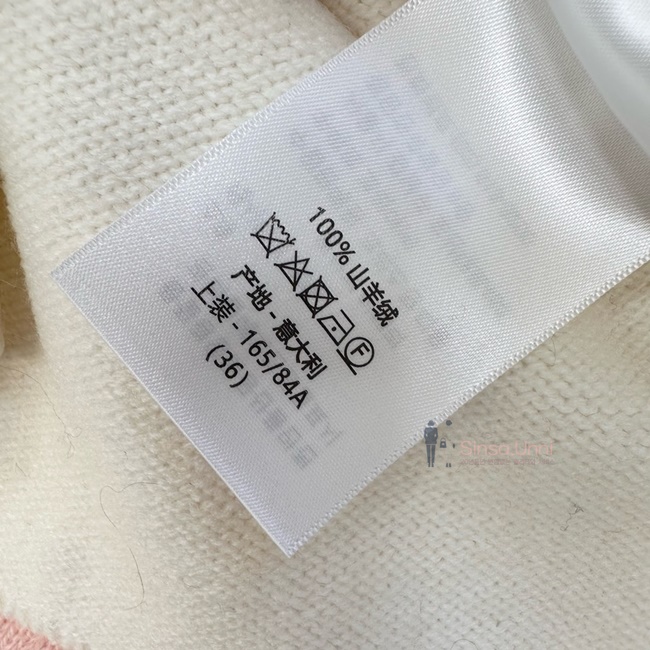 100% 山羊绒
F
产地 - 意大利
上装 - 165/84A
(36)